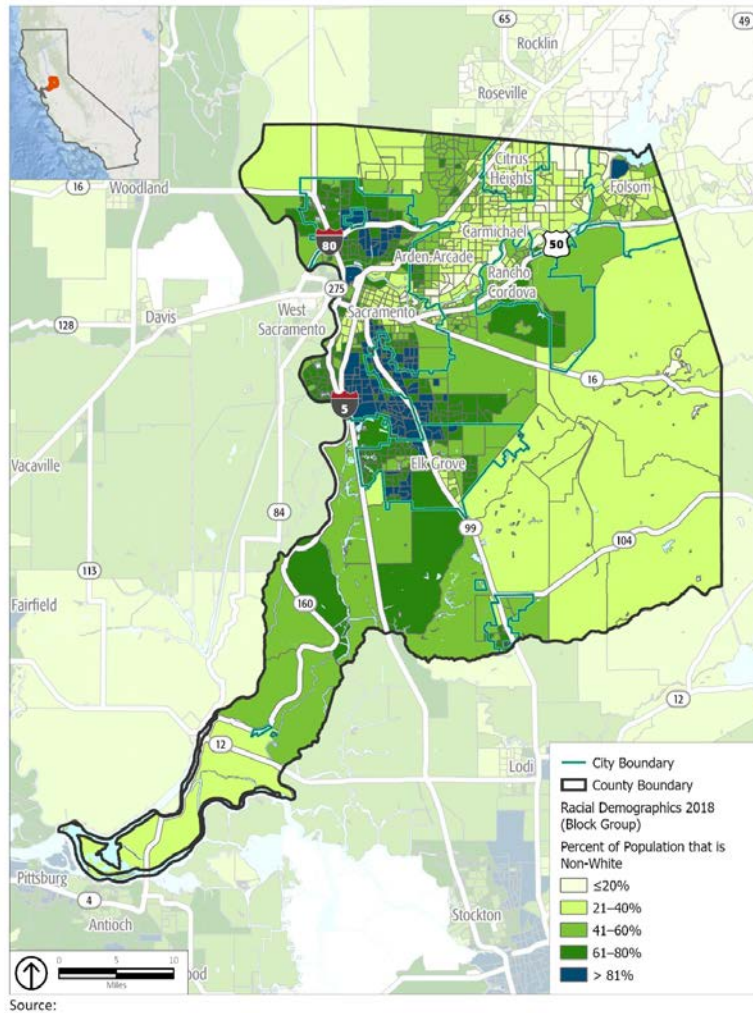 65
Rocklin
49
Roseville
16
Woodland
Citrus
Heights
Folsom
80
Carmichael
50
Arden-Arcade
Rancho
Cordova
275
Davis
West
Sacramento
Sacramento
128
16
5
Vacaville
Elk Grove
84
99
104
113
160
Fairfield
12
12
Lodi
Pittsburg
4
Antioch
Stockton
ood
City Boundary
County Boundary
Racial Demographics 2018
(Block Group)
Percent of Population that is
Non-White
≤20%
21–40%
41–60%
61–80%
> 81%
0 5 10
Miles
Source: